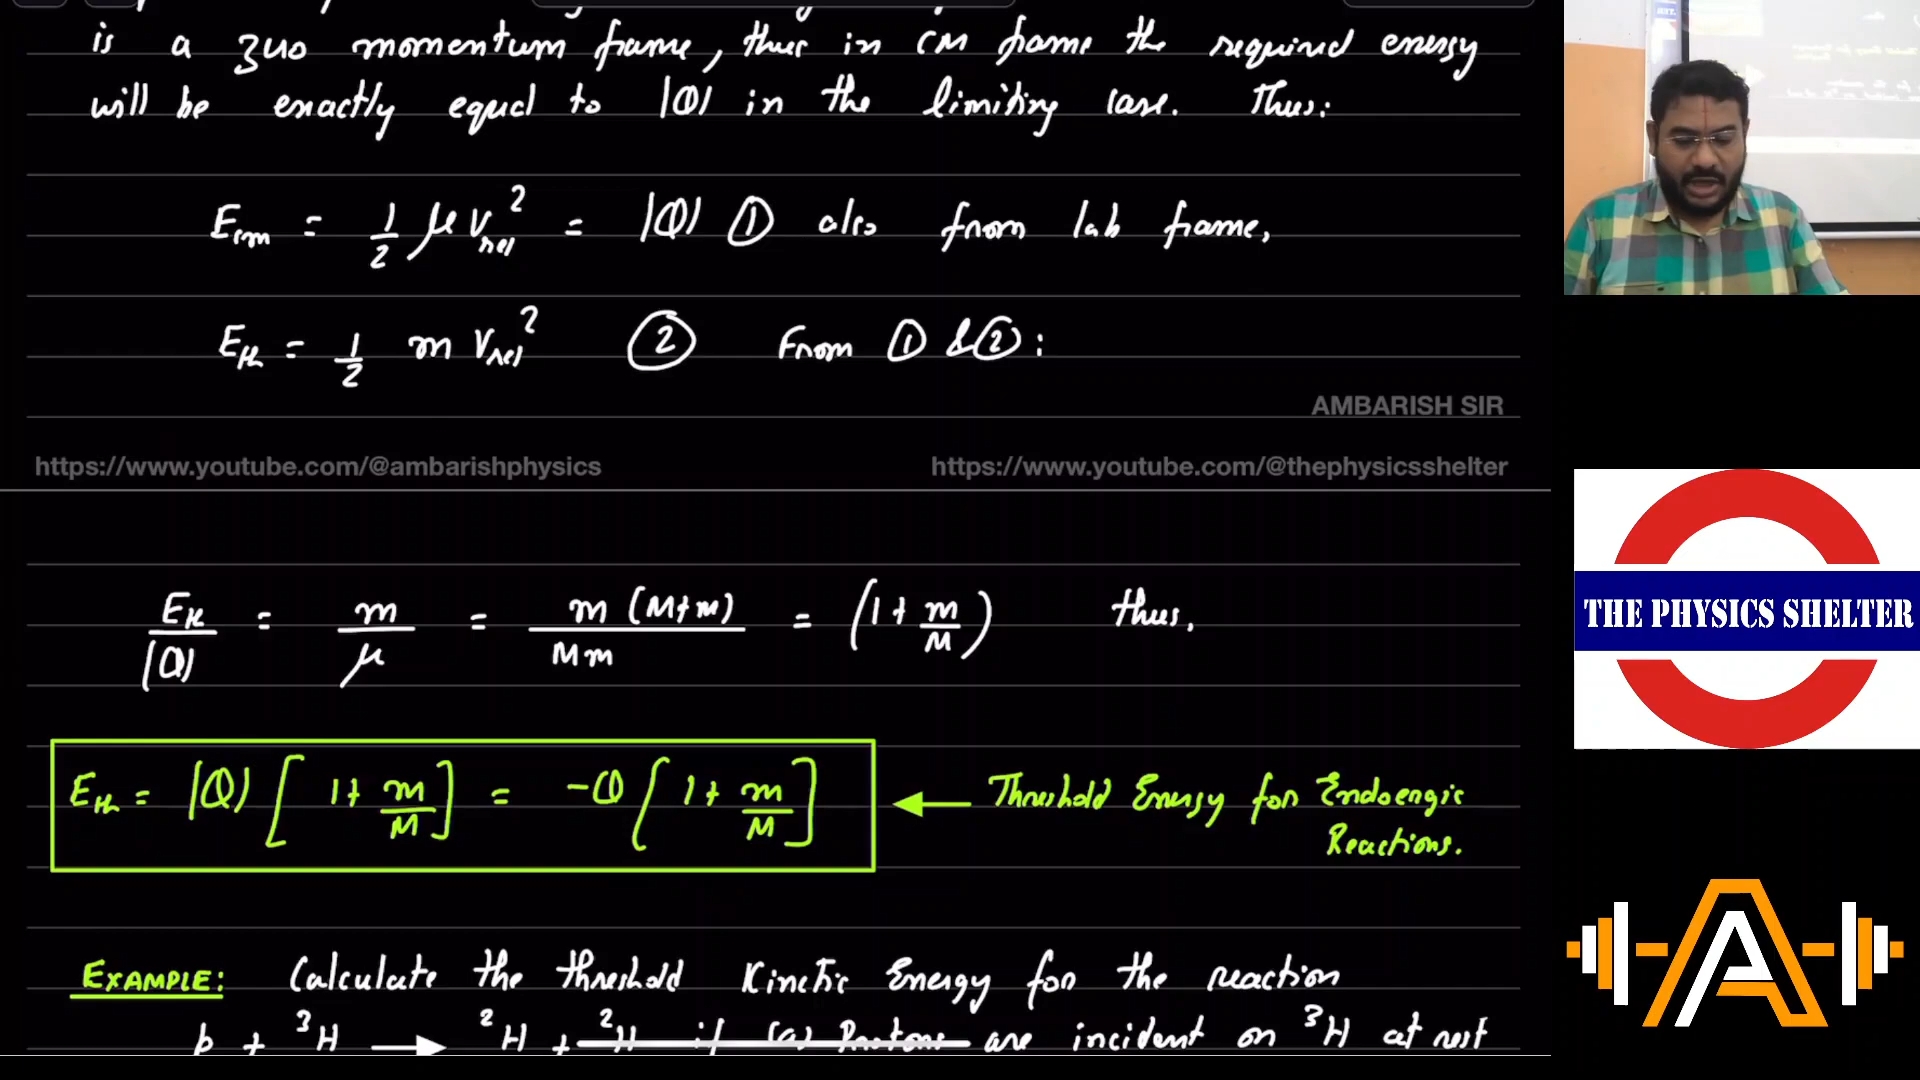 is a zero momentum frame, thus in CM frame the required energy
will be exactly equal to |Q| in the limiting case. Thus:
Ecm = 1/2 μ Vrel² = |Q| ① also from lab frame,
Eth = 1/2 m Vrel² ② From ① & ②:
AMBARISH SIR
https://www.youtube.com/@ambarishphysics https://www.youtube.com/@thephysicsshelter
Eth/|Q| = m/μ = m (M+m)/Mm = (1 + m/M) thus,
Eth = |Q| [1 + m/M] = -Q [1 + m/M] ← Threshold Energy for Endoergic
Reactions.
EXAMPLE: Calculate the threshold Kinetic Energy for the reaction
p + ³H → ²H + ²H if (a) Protons are incident on ³H at rest
THE PHYSICS SHELTER
A